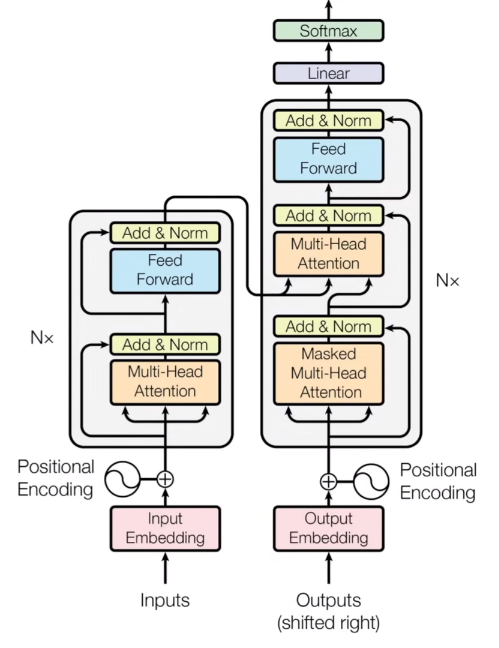 Softmax
Linear
Add & Norm
Feed
Forward
Add & Norm
Multi-Head
Attention
Add & Norm
Masked
Multi-Head
Attention
Nx
Add & Norm
Feed
Forward
Add & Norm
Multi-Head
Attention
Nx
Positional
Encoding
Positional
Encoding
Input
Embedding
Output
Embedding
Inputs
Outputs
(shifted right)